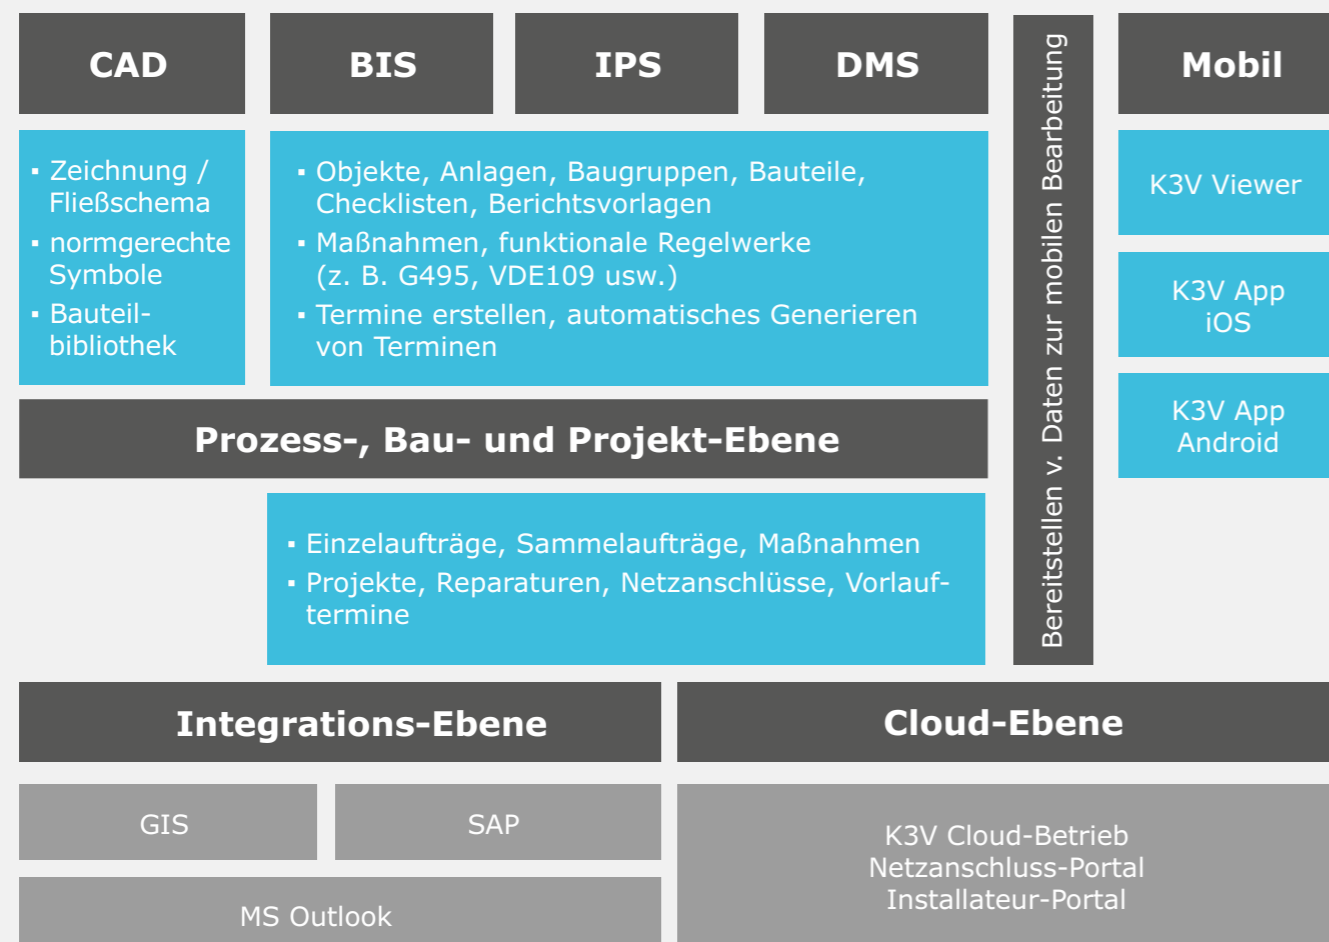 CAD
BIS
IPS
DMS
Mobil
▪ Zeichnung /
Fließschema
▪ normgerechte
Symbole
▪ Bauteil-
bibliothek
▪ Objekte, Anlagen, Baugruppen, Bauteile,
Checklisten, Berichtsvorlagen
▪ Maßnahmen, funktionale Regelwerke
(z. B. G495, VDE109 usw.)
▪ Termine erstellen, automatisches Generieren
von Terminen
Prozess-, Bau- und Projekt-Ebene
▪ Einzelaufträge, Sammelaufträge, Maßnahmen
▪ Projekte, Reparaturen, Netzanschlüsse, Vorlauf-
termine
Bereitstellen v. Daten zur mobilen Bearbeitung
K3V Viewer
K3V App
iOS
K3V App
Android
Integrations-Ebene
GIS
SAP
MS Outlook
Cloud-Ebene
K3V Cloud-Betrieb
Netzanschluss-Portal
Installateur-Portal